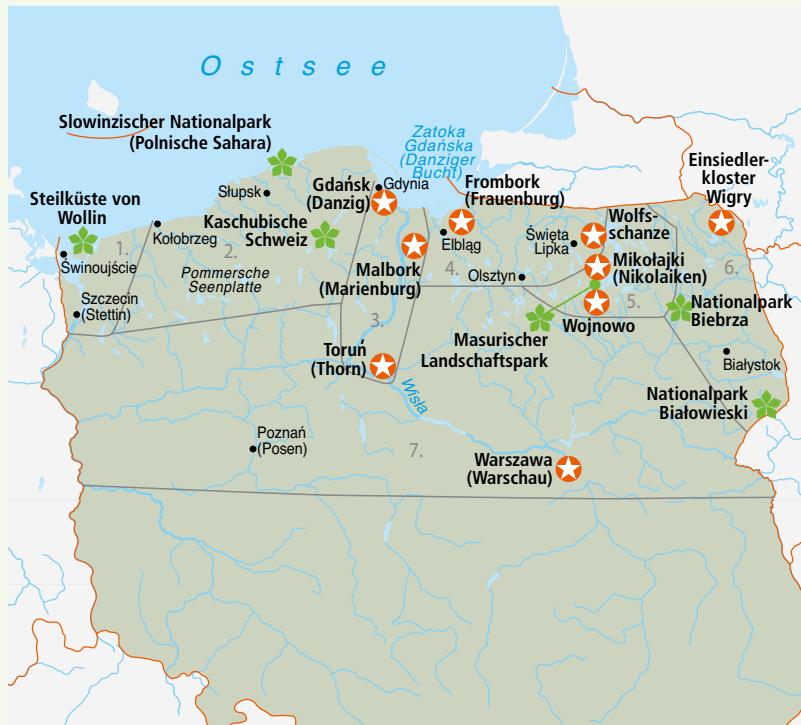 Ostsee
Slowinzischer Nationalpark
(Polnische Sahara)
Zatoka
Gdańska
(Danziger
Bucht)
Einsiedler-
kloster
Wigry
Steilküste von
Wollin
Słupsk
Gdańsk
(Danzig)
Gdynia
Frombork
(Frauenburg)
Kołobrzeg
Kaschubische
Schweiz
Elbląg
Święta
Lipka
Wolfs-
schanze
1.
2.
Świnoujście
Pommersche
Seenplatte
Malbork
(Marienburg)
4.
Olsztyn
Mikołajki
(Nikolaiken)
6.
Szczecin
(Stettin)
3.
5.
Nationalpark
Biebrza
Wojnowo
Masurischer
Landschaftspark
Toruń
(Thorn)
Białystok
Wisła
Nationalpark
Białowieski
Poznań
(Posen)
7.
Warszawa
(Warschau)